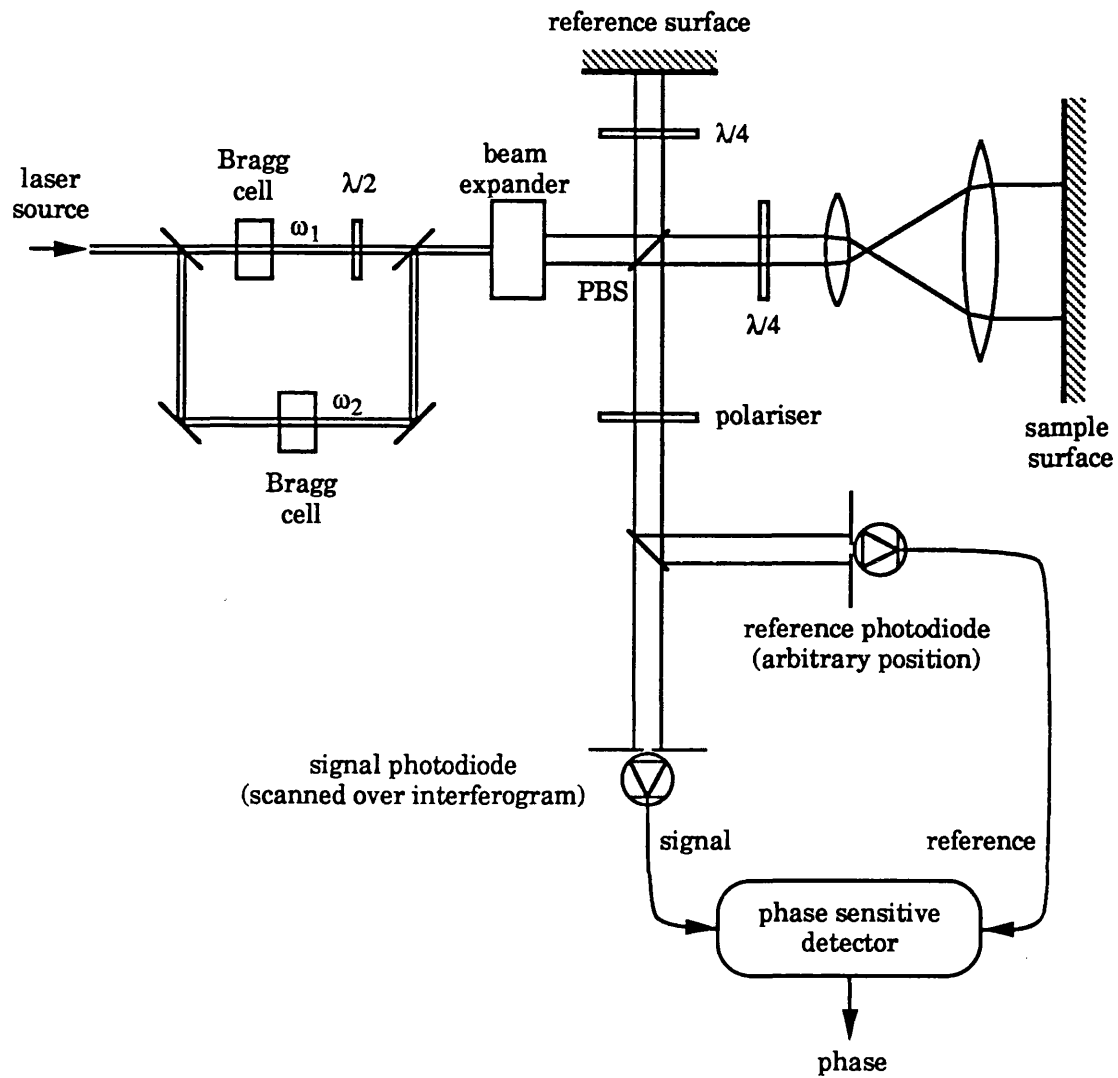 reference surface
λ/4
beam
expander
Bragg
cell
λ/2
laser
source
ω1
PBS
λ/4
ω2
Bragg
cell
polariser
sample
surface
reference photodiode
(arbitrary position)
signal photodiode
(scanned over interferogram)
signal
reference
phase sensitive
detector
phase